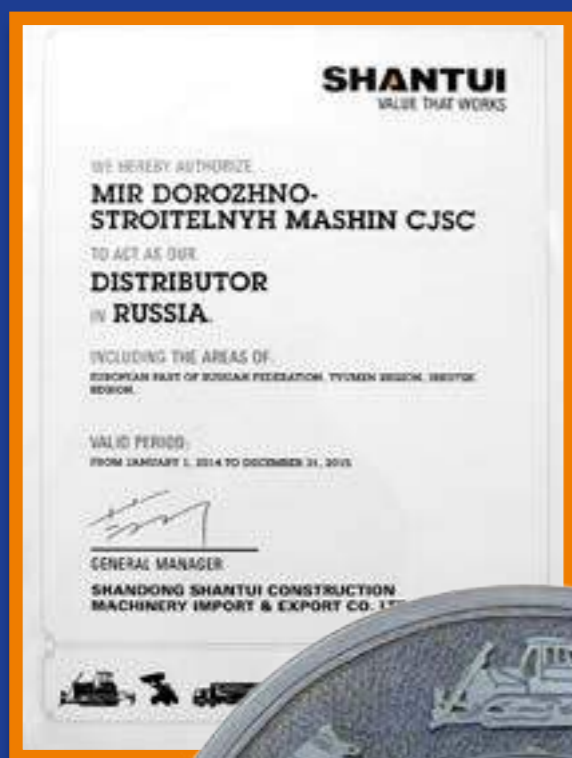 SHANTUI
VALUE THAT WORKS
WE HEREBY AUTHORIZE
MIR DOROZHNO-
STROITELNYH MASHIN CJSC
TO ACT AS OUR
DISTRIBUTOR
IN RUSSIA.
INCLUDING THE AREAS OF:
EUROPEAN PART OF RUSSIAN FEDERATION, TYUMEN REGION,
REGION.
VALID PERIOD:
FROM JANUARY 1, 2014 TO DECEMBER 31, 2015
GENERAL MANAGER
SHANDONG SHANTUI CONSTRUCTION
MACHINERY IMPORT & EXPORT CO.